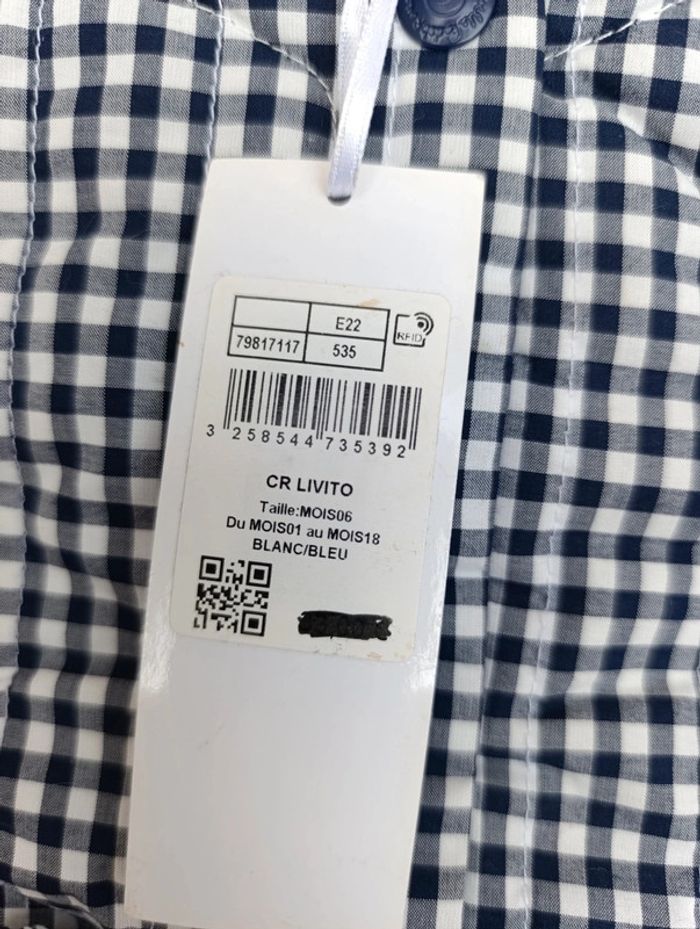 E22
79817117 535
RFID
3 258544 735392
CR LIVITO
Taille:MOIS06
Du MOIS01 au MOIS18
BLANC/BLEU